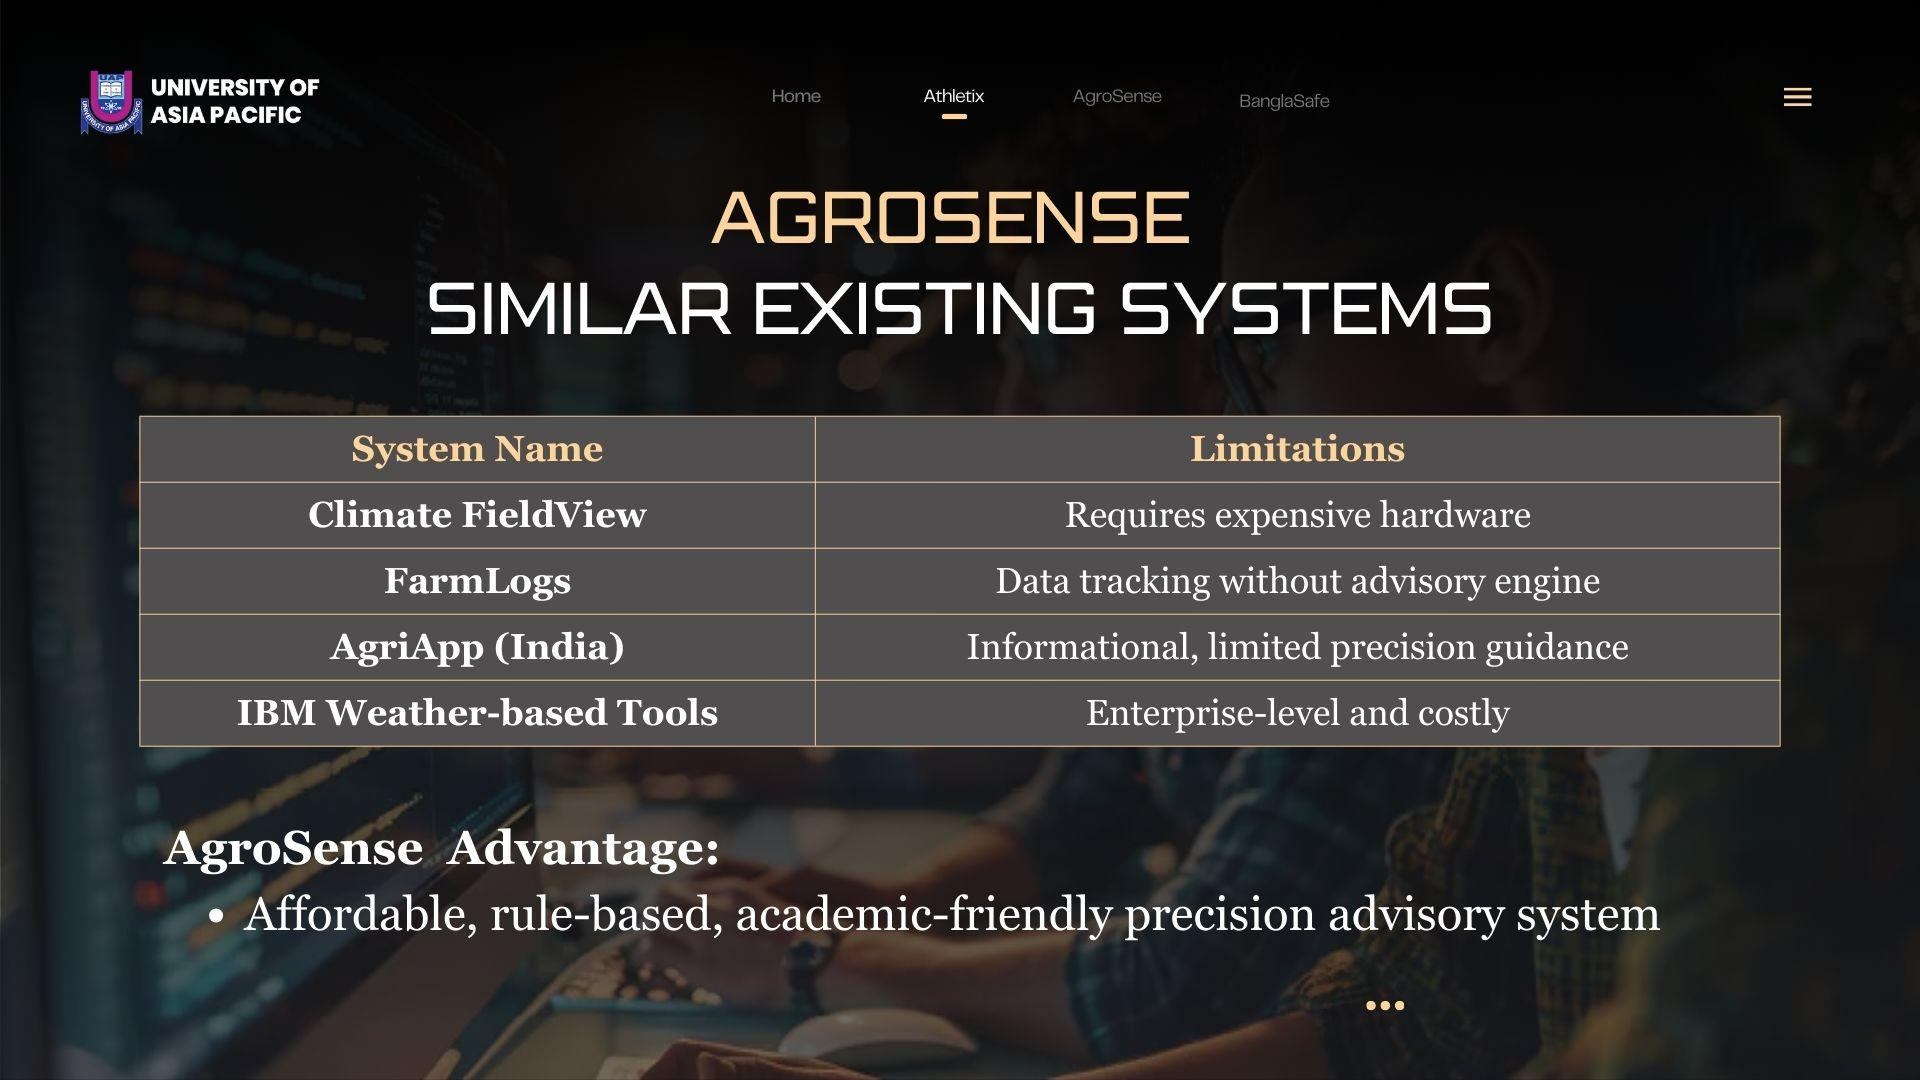 UNIVERSITY OF
ASIA PACIFIC
Home Athletix AgroSense BanglaSafe
AGROSENSE
SIMILAR EXISTING SYSTEMS
System Name Limitations
Climate FieldView Requires expensive hardware
FarmLogs Data tracking without advisory engine
AgriApp (India) Informational, limited precision guidance
IBM Weather-based Tools Enterprise-level and costly
AgroSense Advantage:
• Affordable, rule-based, academic-friendly precision advisory system